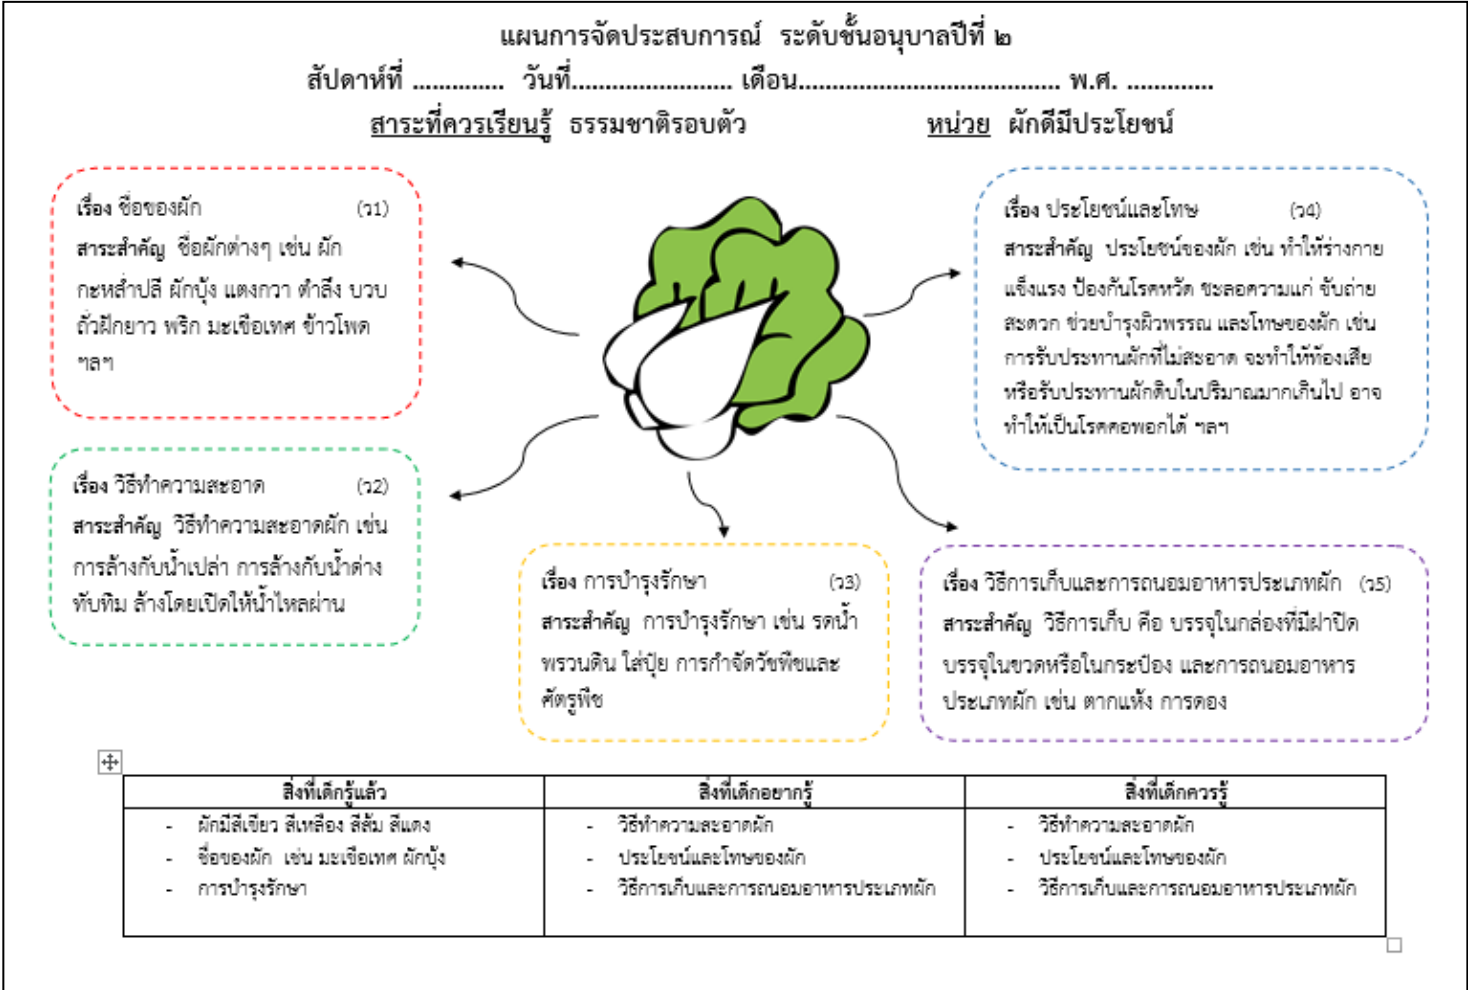 แผนการจัดประสบการณ์ ระดับชั้นอนุบาลปีที่ ๒
สัปดาห์ที่ ............. วันที่........................ เดือน....................................... พ.ศ. .............
สาระที่ควรเรียนรู้ ธรรมชาติรอบตัว หน่วย ผักดีมีประโยชน์
เรื่อง ชื่อของผัก (ว1)
สาระสำคัญ ชื่อผักต่างๆ เช่น ผัก
กะหล่ำปลี ผักบุ้ง แตงกวา ตำลึง บวบ
ถั่วฝักยาว พริก มะเขือเทศ ข้าวโพด
ฯลฯ
เรื่อง วิธีทำความสะอาด (ว2)
สาระสำคัญ วิธีทำความสะอาดผัก เช่น
การล้างกับน้ำเปล่า การล้างกับน้ำด่าง
ทับทิม ล้างโดยเปิดให้น้ำไหลผ่าน
เรื่อง การบำรุงรักษา (ว3)
สาระสำคัญ การบำรุงรักษา เช่น รดน้ำ
พรวนดิน ใส่ปุ๋ย การกำจัดวัชพืชและ
ศัตรูพืช
เรื่อง ประโยชน์และโทษ (ว4)
สาระสำคัญ ประโยชน์ของผัก เช่น ทำให้ร่างกาย
แข็งแรง ป้องกันโรคหวัด ชะลอความแก่ ขับถ่าย
สะดวก ช่วยบำรุงผิวพรรณ และโทษของผัก เช่น
การรับประทานผักที่ไม่สะอาด จะทำให้ท้องเสีย
หรือรับประทานผักดิบในปริมาณมากเกินไป อาจ
ทำให้เป็นโรคคอพอกได้ ฯลฯ
เรื่อง วิธีการเก็บและการถนอมอาหารประเภทผัก (ว5)
สาระสำคัญ วิธีการเก็บ คือ บรรจุในกล่องที่มีฝาปิด
บรรจุในขวดหรือในกระป๋อง และการถนอมอาหาร
ประเภทผัก เช่น ตากแห้ง การดอง
สิ่งที่เด็กรู้แล้ว
- ผักมีสีเขียว สีเหลือง สีส้ม สีแดง
- ชื่อของผัก เช่น มะเขือเทศ ผักบุ้ง
- การบำรุงรักษา
สิ่งที่เด็กอยากรู้
- วิธีทำความสะอาดผัก
- ประโยชน์และโทษของผัก
- วิธีการเก็บและการถนอมอาหารประเภทผัก
สิ่งที่เด็กควรรู้
- วิธีทำความสะอาดผัก
- ประโยชน์และโทษของผัก
- วิธีการเก็บและการถนอมอาหารประเภทผัก